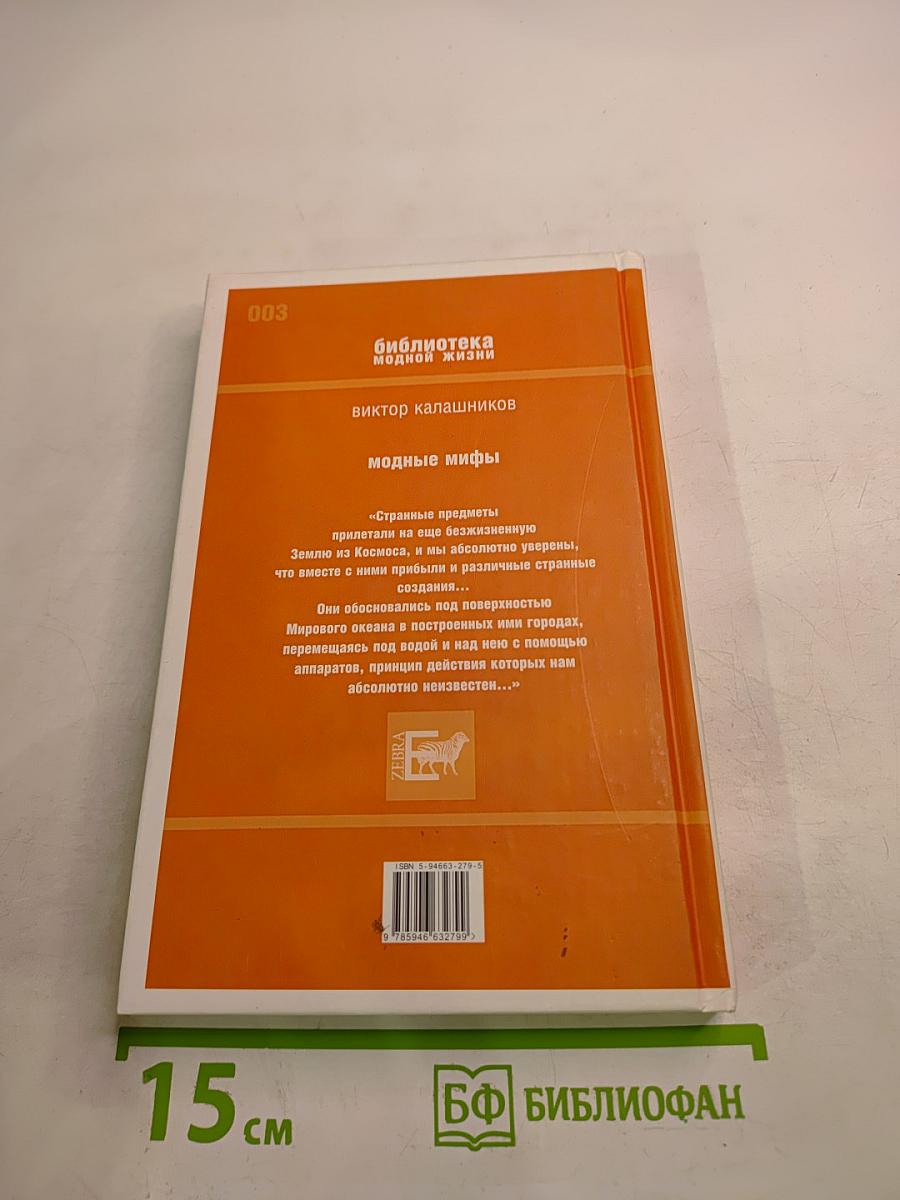 003
библиотека
модной жизни
виктор калашников
модные мифы
«Странные предметы
прилетали на еще безжизненную
Землю из Космоса, и мы абсолютно уверены,
что вместе с ними прибыли и различные странные
создания...
Они обосновались под поверхностью
Мирового океана в построенных ими городах,
перемещаясь под водой и над нею с помощью
аппаратов, принцип действия которых нам
абсолютно неизвестен...»
ZEBRA E
ISBN 5-94663-279-5
9 785946 632799 >
15 см
БФ БИБЛИОФАН